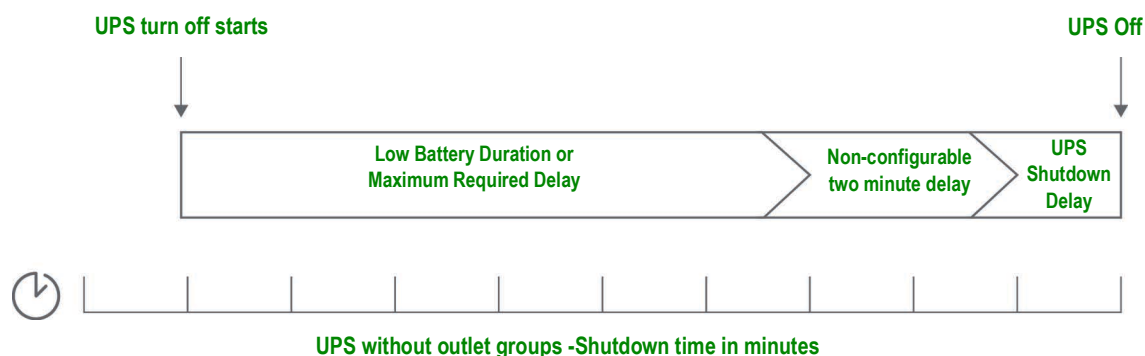 UPS turn off starts
UPS Off
Low Battery Duration or
Maximum Required Delay
Non-configurable
two minute delay
UPS
Shutdown
Delay
UPS without outlet groups -Shutdown time in minutes